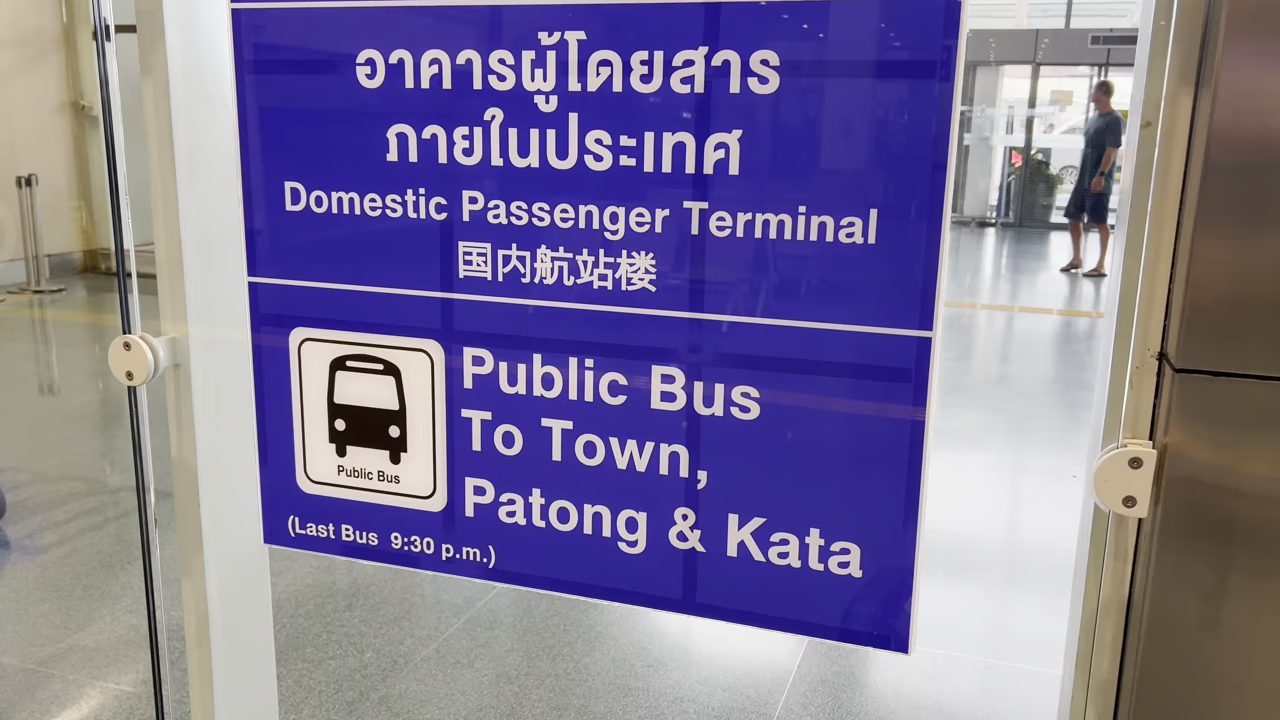 อาคารผู้โดยสาร
ภายในประเทศ
Domestic Passenger Terminal
国内航站楼
Public Bus
To Town,
Patong & Kata
Public Bus
(Last Bus 9:30 p.m.)